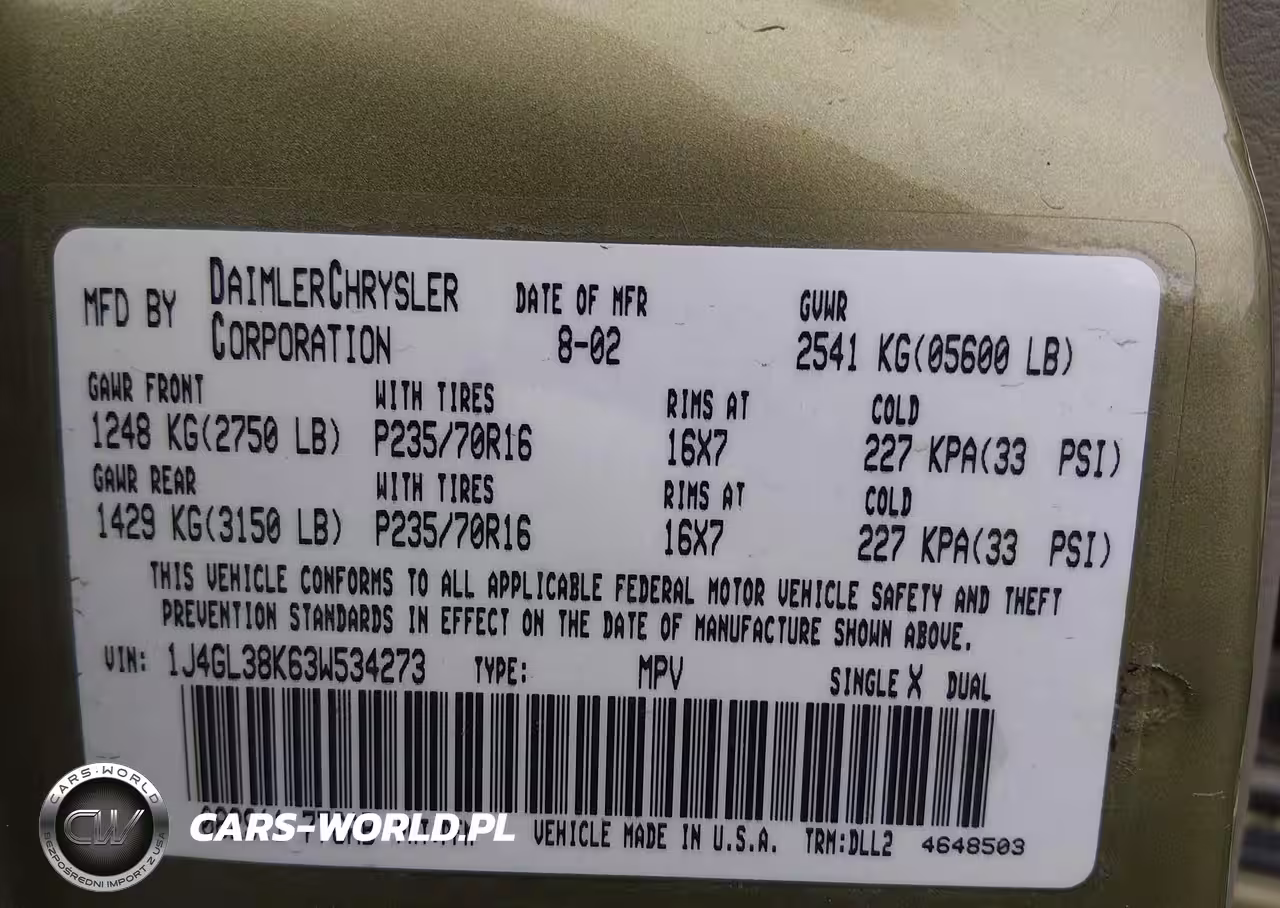 MFD BY DAIMLERCHRYSLER CORPORATION DATE OF MFR 8-02 GVWR 2541 KG(05600 LB)
GAWR FRONT WITH TIRES RIMS AT COLD
1248 KG(2750 LB) P235/70R16 16X7 227 KPA(33 PSI)
GAWR REAR WITH TIRES RIMS AT COLD
1429 KG(3150 LB) P235/70R16 16X7 227 KPA(33 PSI)
THIS VEHICLE CONFORMS TO ALL APPLICABLE FEDERAL MOTOR VEHICLE SAFETY AND THEFT
PREVENTION STANDARDS IN EFFECT ON THE DATE OF MANUFACTURE SHOWN ABOVE.
VIN: 1J4GL38K63W534273 TYPE: MPV SINGLE X DUAL
VEHICLE MADE IN U.S.A. TRM:DLL2 4648503
CARS-WORLD
CW
BEZPOŚREDNI IMPORT Z USA
CARS-WORLD.PL